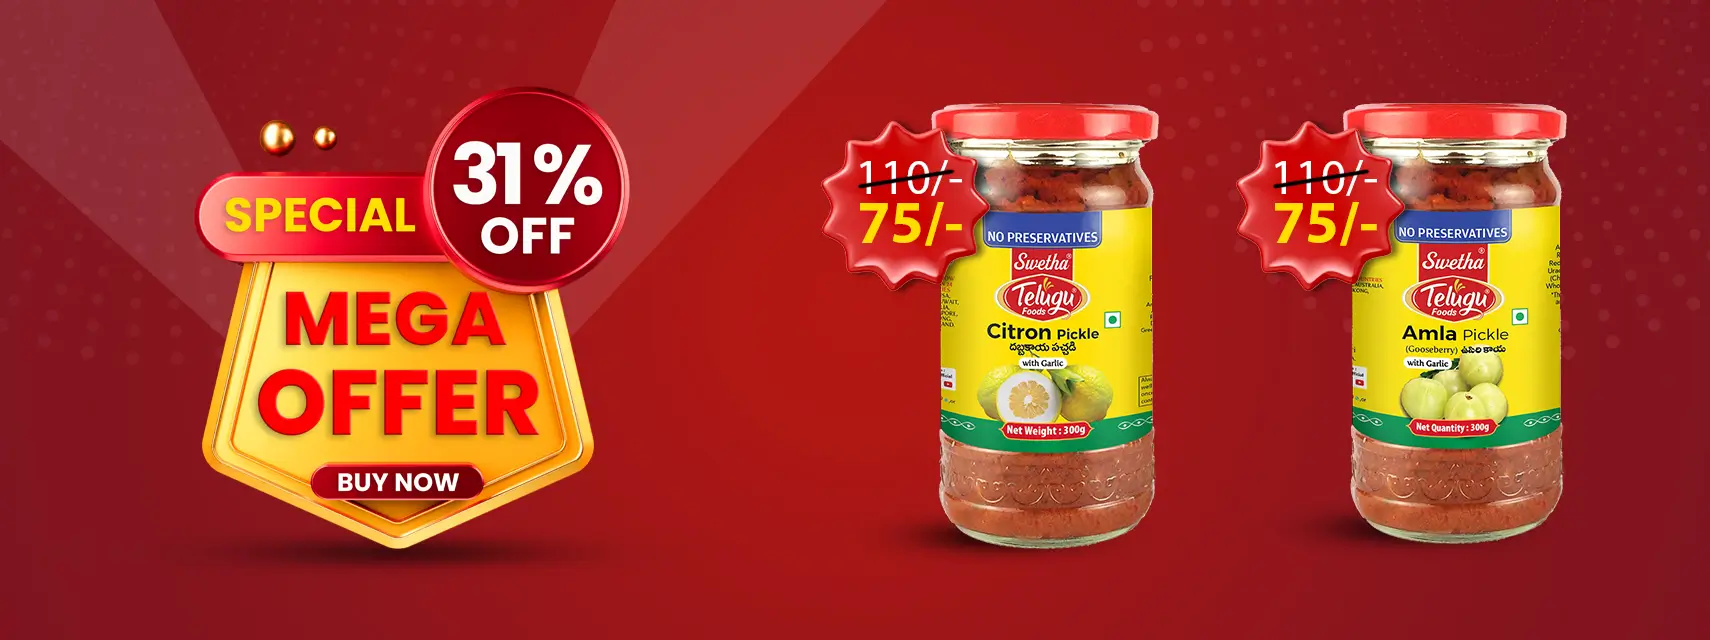 SPECIAL
31%
OFF
MEGA
OFFER
BUY NOW
110/-
75/-
NO PRESERVATIVES
Swetha
Telugu
Foods
Citron Pickle
దబ్బకాయ పచ్చడి
with Garlic
Net Weight : 300g
110/-
75/-
NO PRESERVATIVES
Swetha
Telugu
Foods
Amla Pickle
(Gooseberry) ఉసిరి కాయ
with Garlic
Net Quantity : 300g